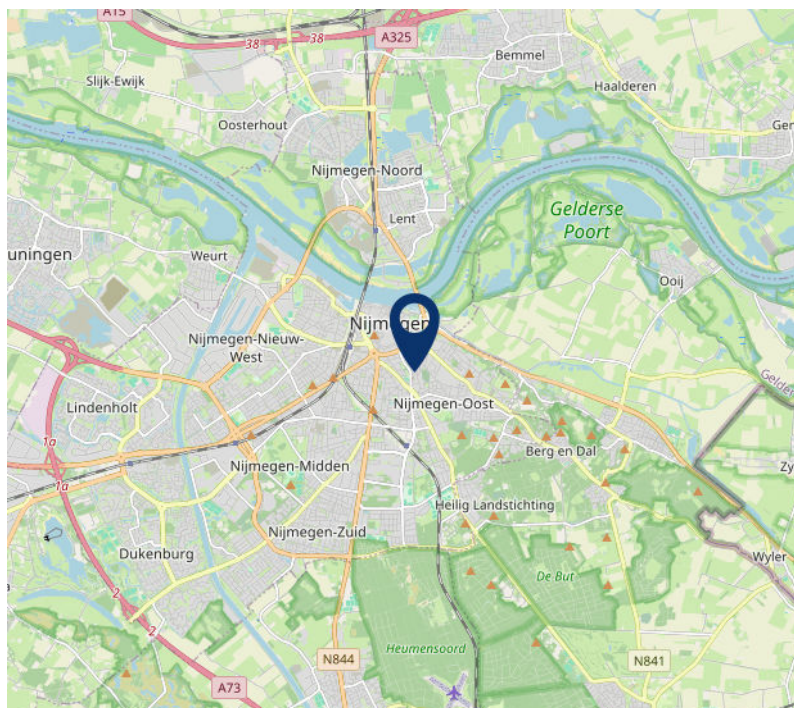 A15
38
38
A325
Bemmel
Slijk-Ewijk
Haalderen
Oosterhout
Nijmegen-Noord
Gelderse
Poort
Lent
Weurt
uningen
Ooij
Nijmegen
Nijmegen-Nieuw-
West
Lindenholt
Nijmegen-Oost
1a
Berg en Dal
Nijmegen-Midden
1a
Heilig Landstichting
Nijmegen-Zuid
Dukenburg
Wyler
De But
2
2
Heumensoord
N844
N841
A73